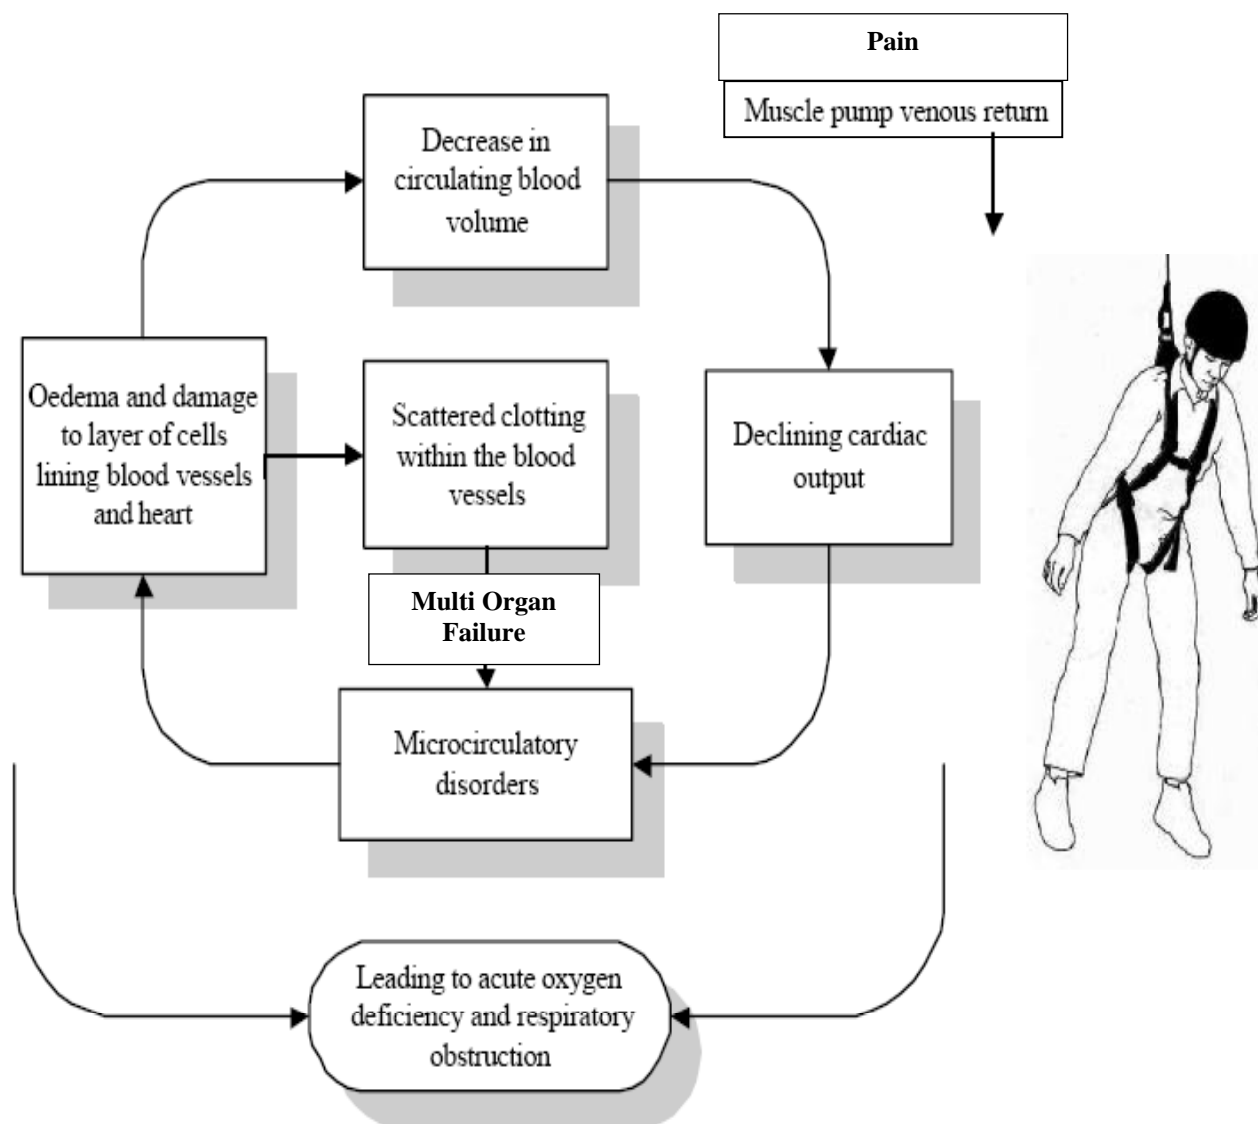 Pain
Muscle pump venous return
Decrease in
circulating blood
volume
Oedema and damage
to layer of cells
lining blood vessels
and heart
Scattered clotting
within the blood
vessels
Declining cardiac
output
Multi Organ
Failure
Microcirculatory
disorders
Leading to acute oxygen
deficiency and respiratory
obstruction